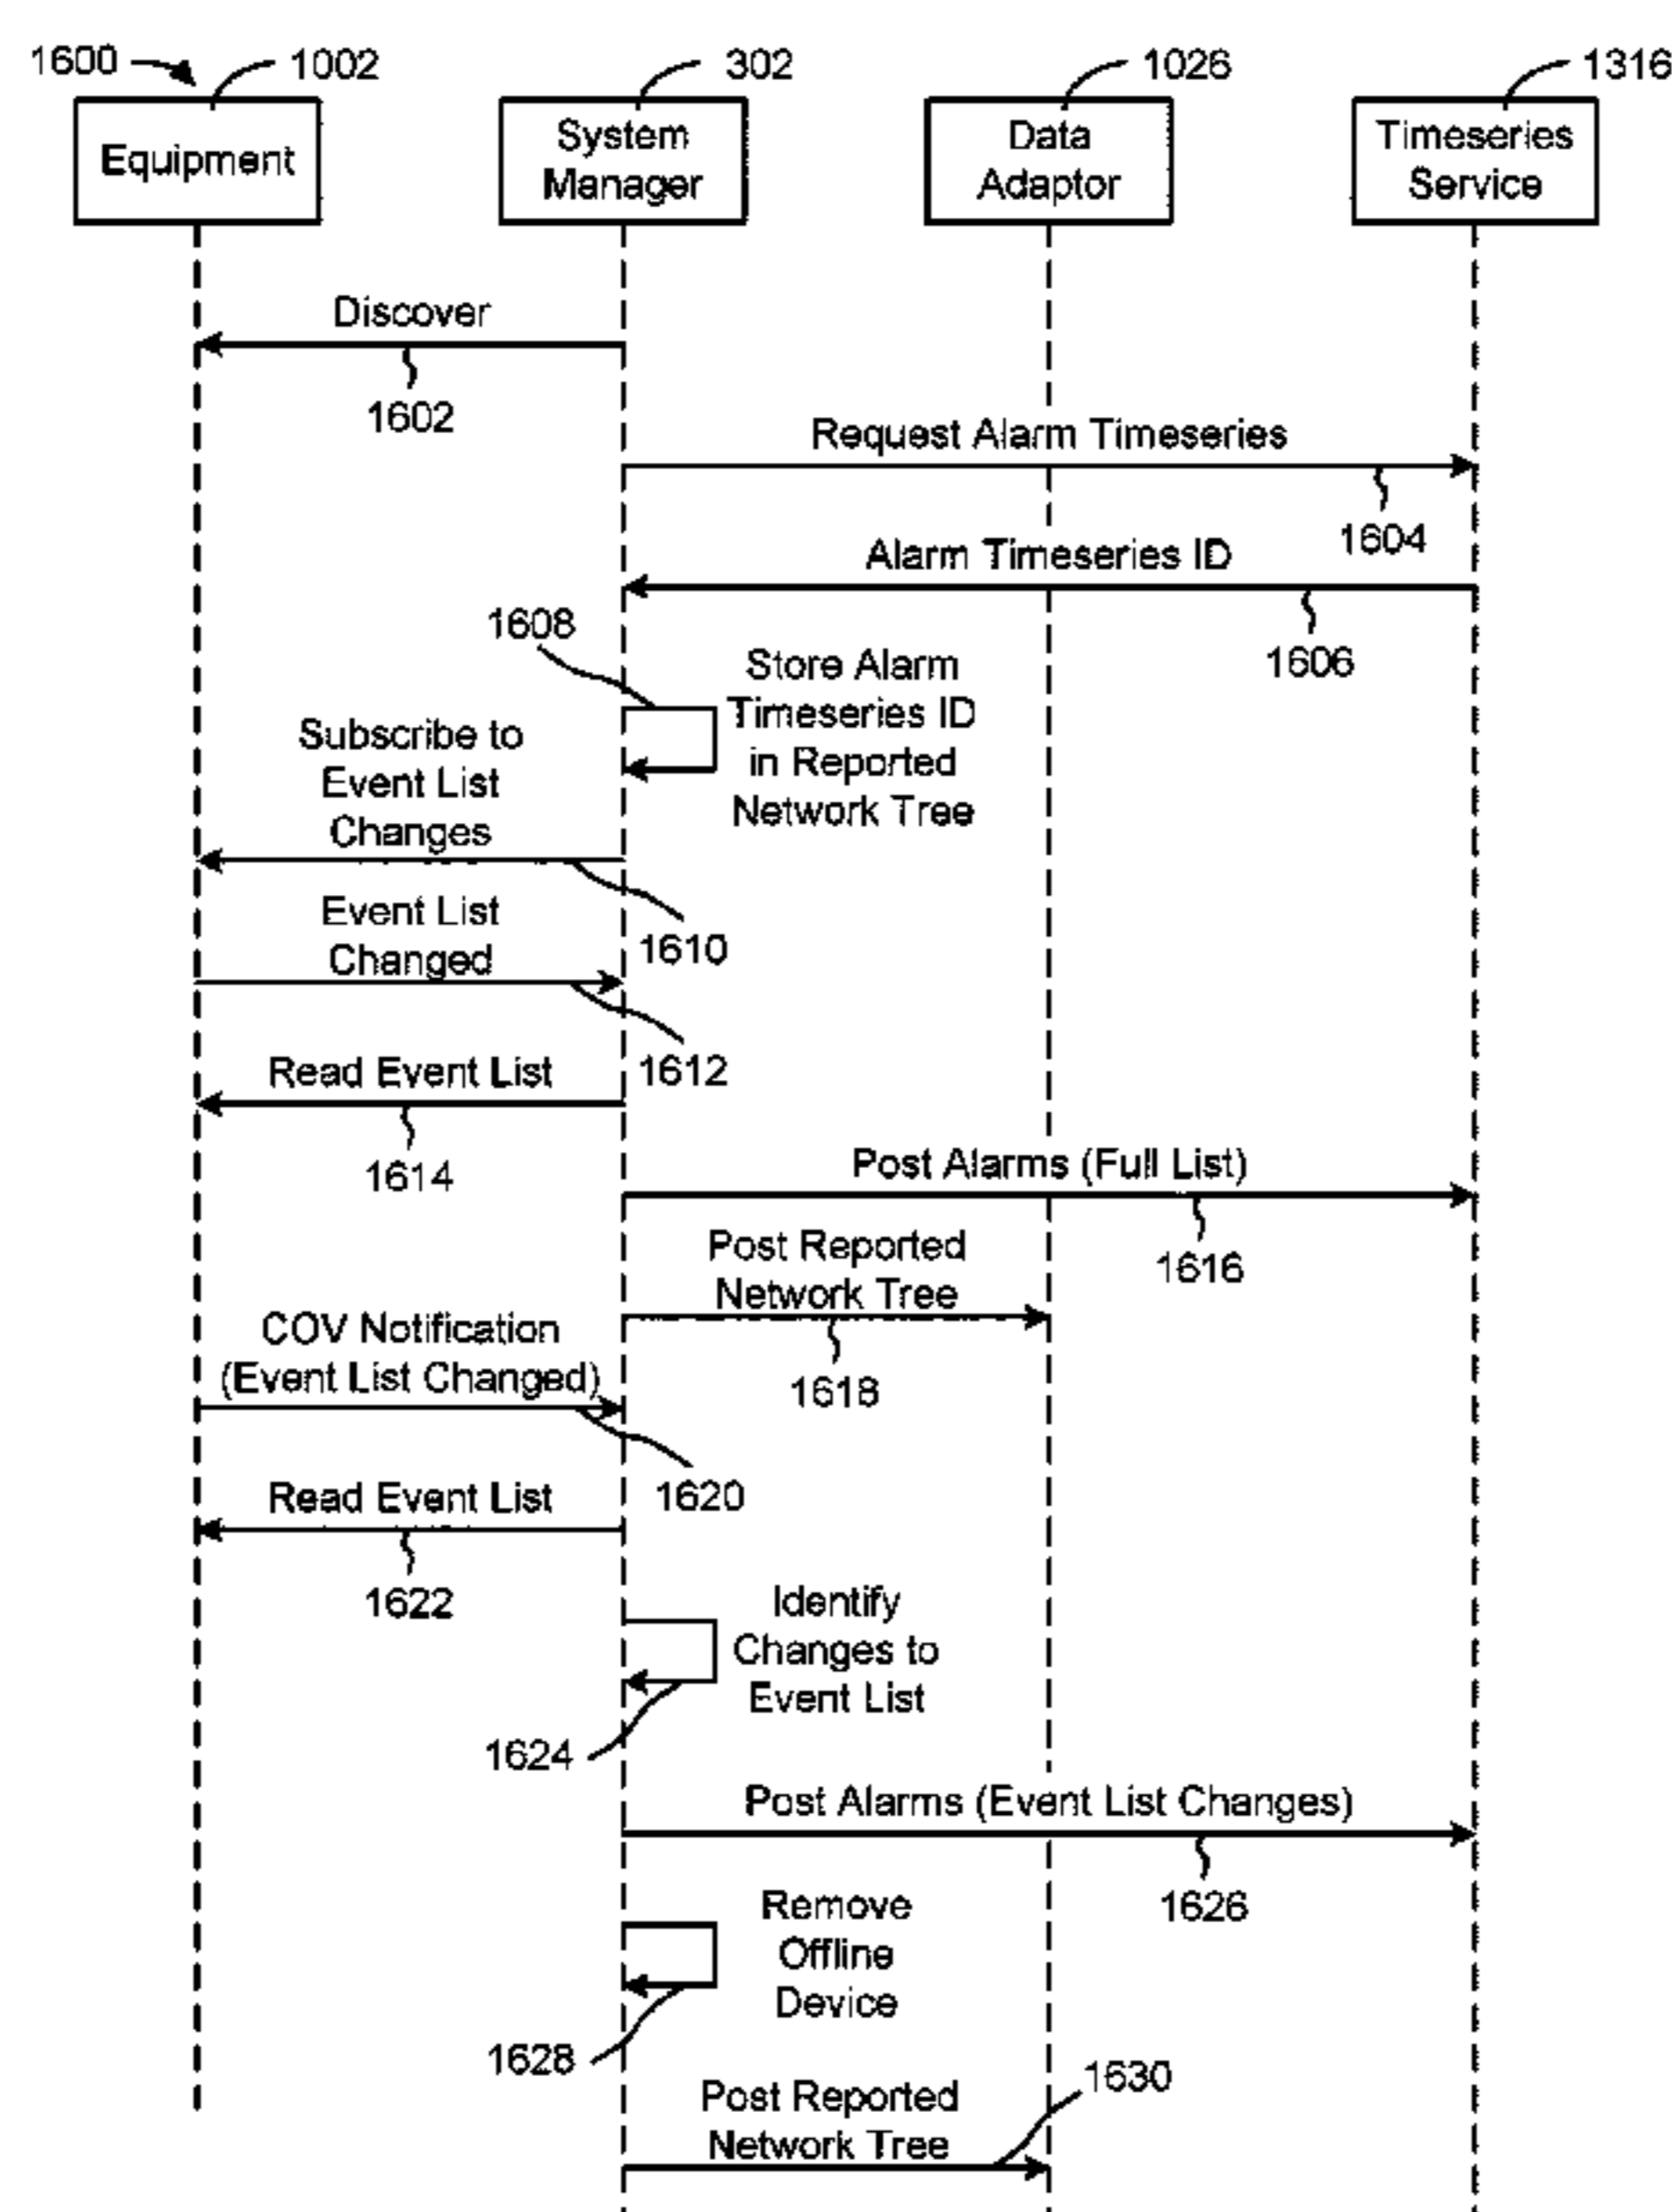 1600
1002
302
1026
1316
Equipment
System
Manager
Data
Adaptor
Timeseries
Service
Discover
1602
Request Alarm Timeseries
1604
Alarm Timeseries ID
1606
1608
Store Alarm
Timeseries ID
in Reported
Network Tree
Subscribe to
Event List
Changes
1610
Event List
Changed
1612
Read Event List
1614
Post Alarms (Full List)
1616
Post Reported
Network Tree
1618
COV Notification
(Event List Changed)
1620
Read Event List
1622
Identify
Changes to
Event List
1624
Post Alarms (Event List Changes)
1626
Remove
Offline
Device
1628
Post Reported
Network Tree
1630